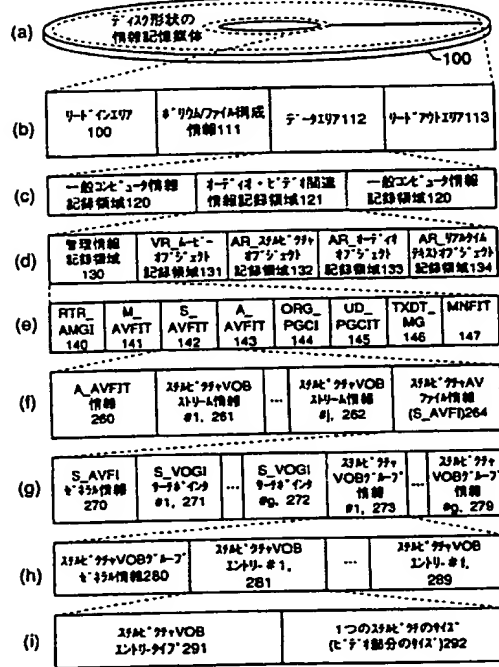 (a)
ディスク形状の
情報記憶媒体
100
(b)
リードインエリア
100
ボリウム/ファイル構成
情報111
データエリア112
リードアウトエリア113
(c)
一般コンピュータ情報
記録領域120
オーディオ・ビデオ関連
情報記録領域121
一般コンピュータ情報
記録領域120
(d)
管理情報
記録領域
130
VR_ムービー
オブジェクト
記録領域131
AR_スチルピクチャ
オブジェクト
記録領域132
AR_オーディオ
オブジェクト
記録領域133
AR_リアルタイム
テキストオブジェクト
記録領域134
(e)
RTR_
AMGI
140
M_
AVFIT
141
S_
AVFIT
142
A_
AVFIT
143
ORG_
PGCI
144
UD_
PGCIT
145
TXDT_
MG
146
MNFIT
147
(f)
A_AVFIT
情報
260
スチルピクチャVOB
ストリーム情報
#1, 261
...
スチルピクチャVOB
ストリーム情報
#j, 262
スチルピクチャAV
ファイル情報
(S_AVFI)264
(g)
S_AVFI
ゼネラル情報
270
S_VOGI
サーチポインタ
#1, 271
...
S_VOGI
サーチポインタ
#g, 272
スチルピクチャ
VOBグループ
情報
#1, 273
...
スチルピクチャ
VOBグループ
情報
#g, 279
(h)
スチルピクチャVOBグループ
ゼネラル情報280
スチルピクチャVOB
エントリー#1,
281
...
スチルピクチャVOB
エントリー#f,
289
(i)
スチルピクチャVOB
エントリータイプ291
1つのスチルピクチャのサイズ
(ビデオ部分のサイズ)292